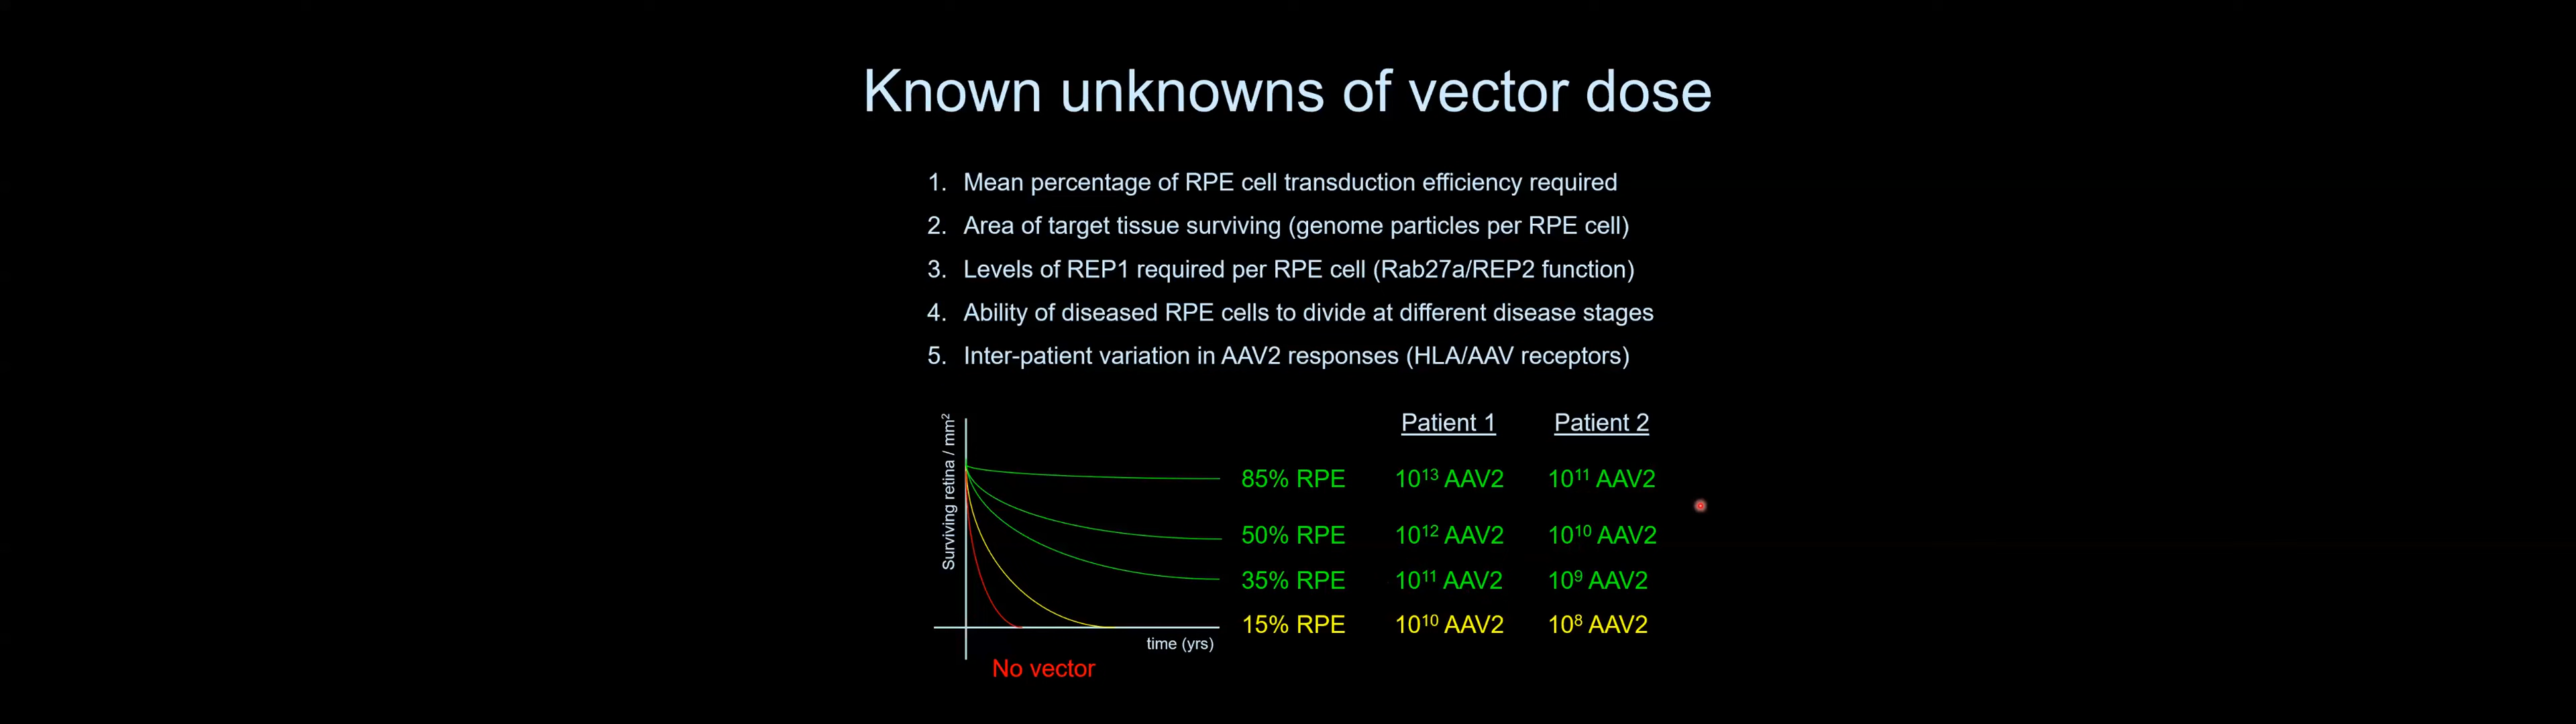 Known unknowns of vector dose
1. Mean percentage of RPE cell transduction efficiency required
2. Area of target tissue surviving (genome particles per RPE cell)
3. Levels of REP1 required per RPE cell (Rab27a/REP2 function)
4. Ability of diseased RPE cells to divide at different disease stages
5. Inter-patient variation in AAV2 responses (HLA/AAV receptors)
Surviving retina / mm²
Patient 1 Patient 2
85% RPE 10¹³ AAV2 10¹¹ AAV2
50% RPE 10¹² AAV2 10¹⁰ AAV2
35% RPE 10¹¹ AAV2 10⁹ AAV2
15% RPE 10¹⁰ AAV2 10⁸ AAV2
time (yrs)
No vector